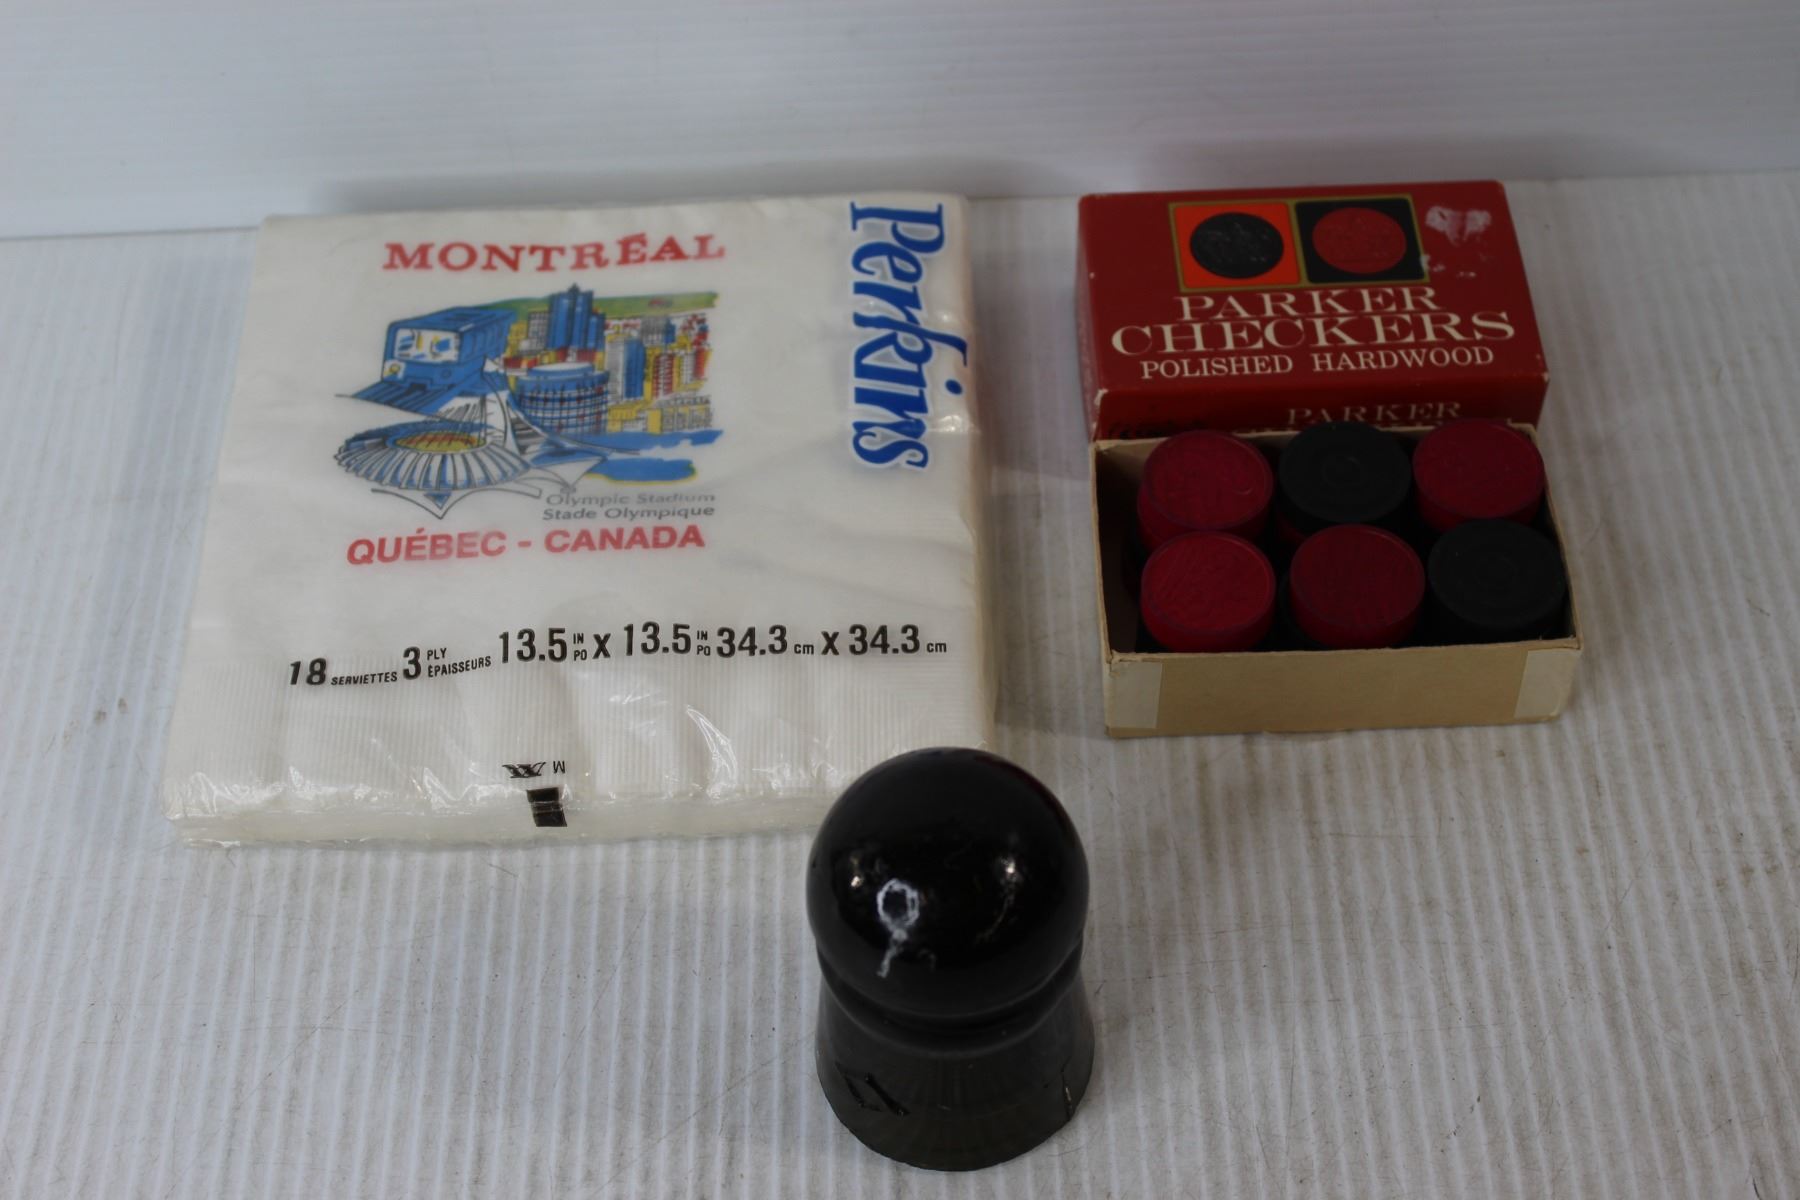 MONTRÉAL
Perkins
Olympic Stadium
Stade Olympique
QUÉBEC - CANADA
18 SERVIETTES 3 PLY ÉPAISSEURS 13.5 IN PO X 13.5 IN PO 34.3 cm X 34.3 cm
M
PARKER
CHECKERS
POLISHED HARDWOOD
PARKER